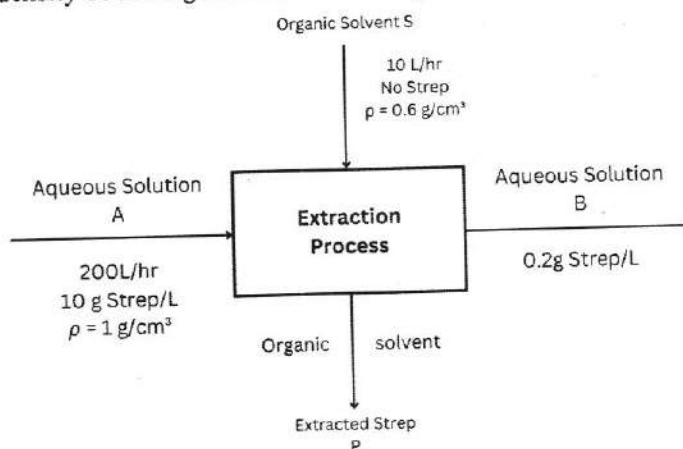 Organic Solvent S
10 L/hr
No Strep
ρ = 0.6 g/cm³
Aqueous Solution
A
200L/hr
10 g Strep/L
ρ = 1 g/cm³
Extraction
Process
Aqueous Solution
B
0.2g Strep/L
Organic solvent
Extracted Strep
P